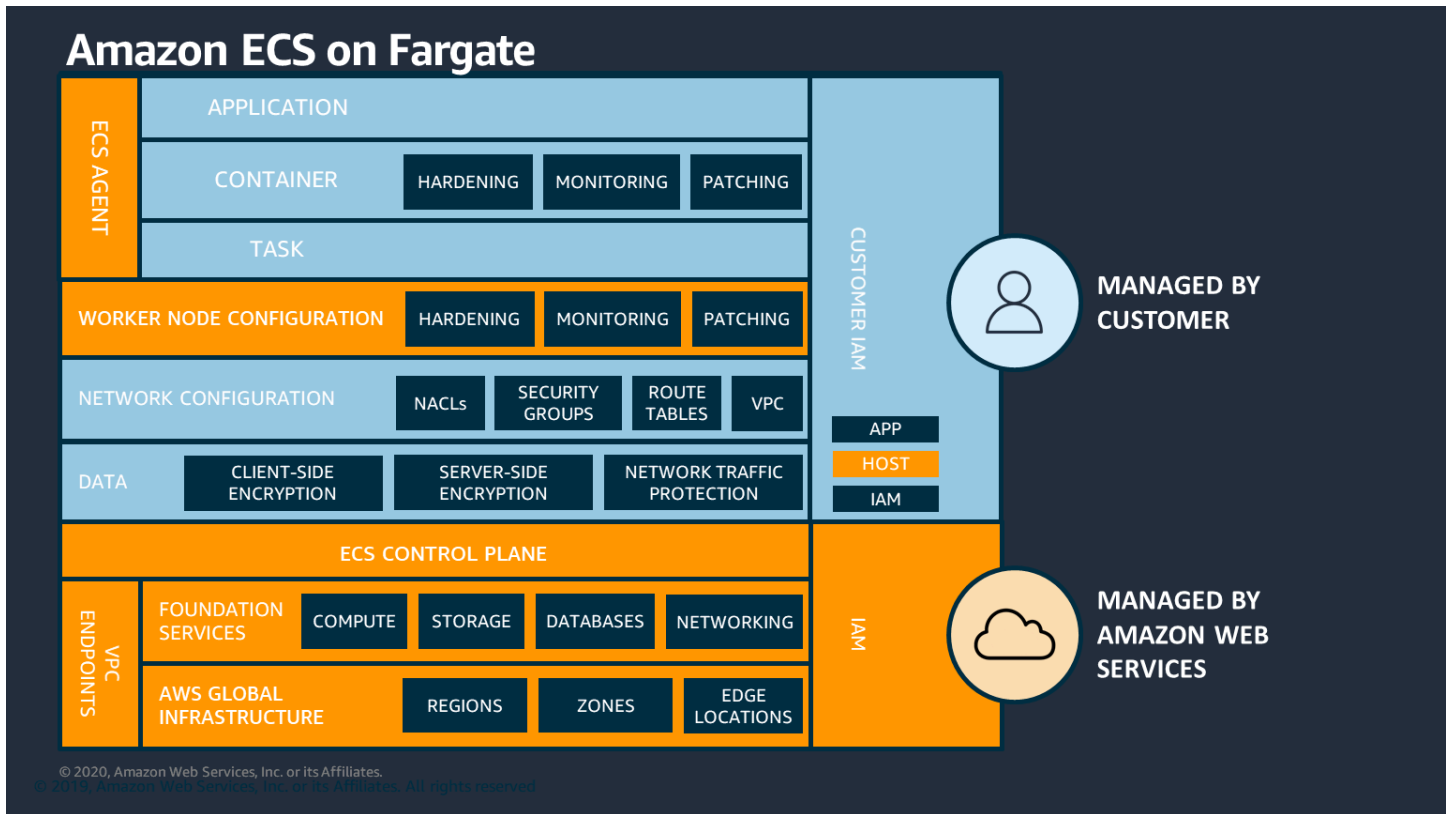 Amazon ECS on Fargate
ECS AGENT
APPLICATION
CONTAINER
HARDENING
MONITORING
PATCHING
TASK
WORKER NODE CONFIGURATION
HARDENING
MONITORING
PATCHING
NETWORK CONFIGURATION
NACLs
SECURITY
GROUPS
ROUTE
TABLES
VPC
DATA
CLIENT-SIDE
ENCRYPTION
SERVER-SIDE
ENCRYPTION
NETWORK TRAFFIC
PROTECTION
CUSTOMER IAM
APP
HOST
IAM
MANAGED BY
CUSTOMER
ECS CONTROL PLANE
VPC
ENDPOINTS
FOUNDATION
SERVICES
COMPUTE
STORAGE
DATABASES
NETWORKING
AWS GLOBAL
INFRASTRUCTURE
REGIONS
ZONES
EDGE
LOCATIONS
IAM
MANAGED BY
AMAZON WEB
SERVICES
© 2020, Amazon Web Services, Inc. or its Affiliates.
© 2019, Amazon Web Services, Inc. or its Affiliates. All rights reserved